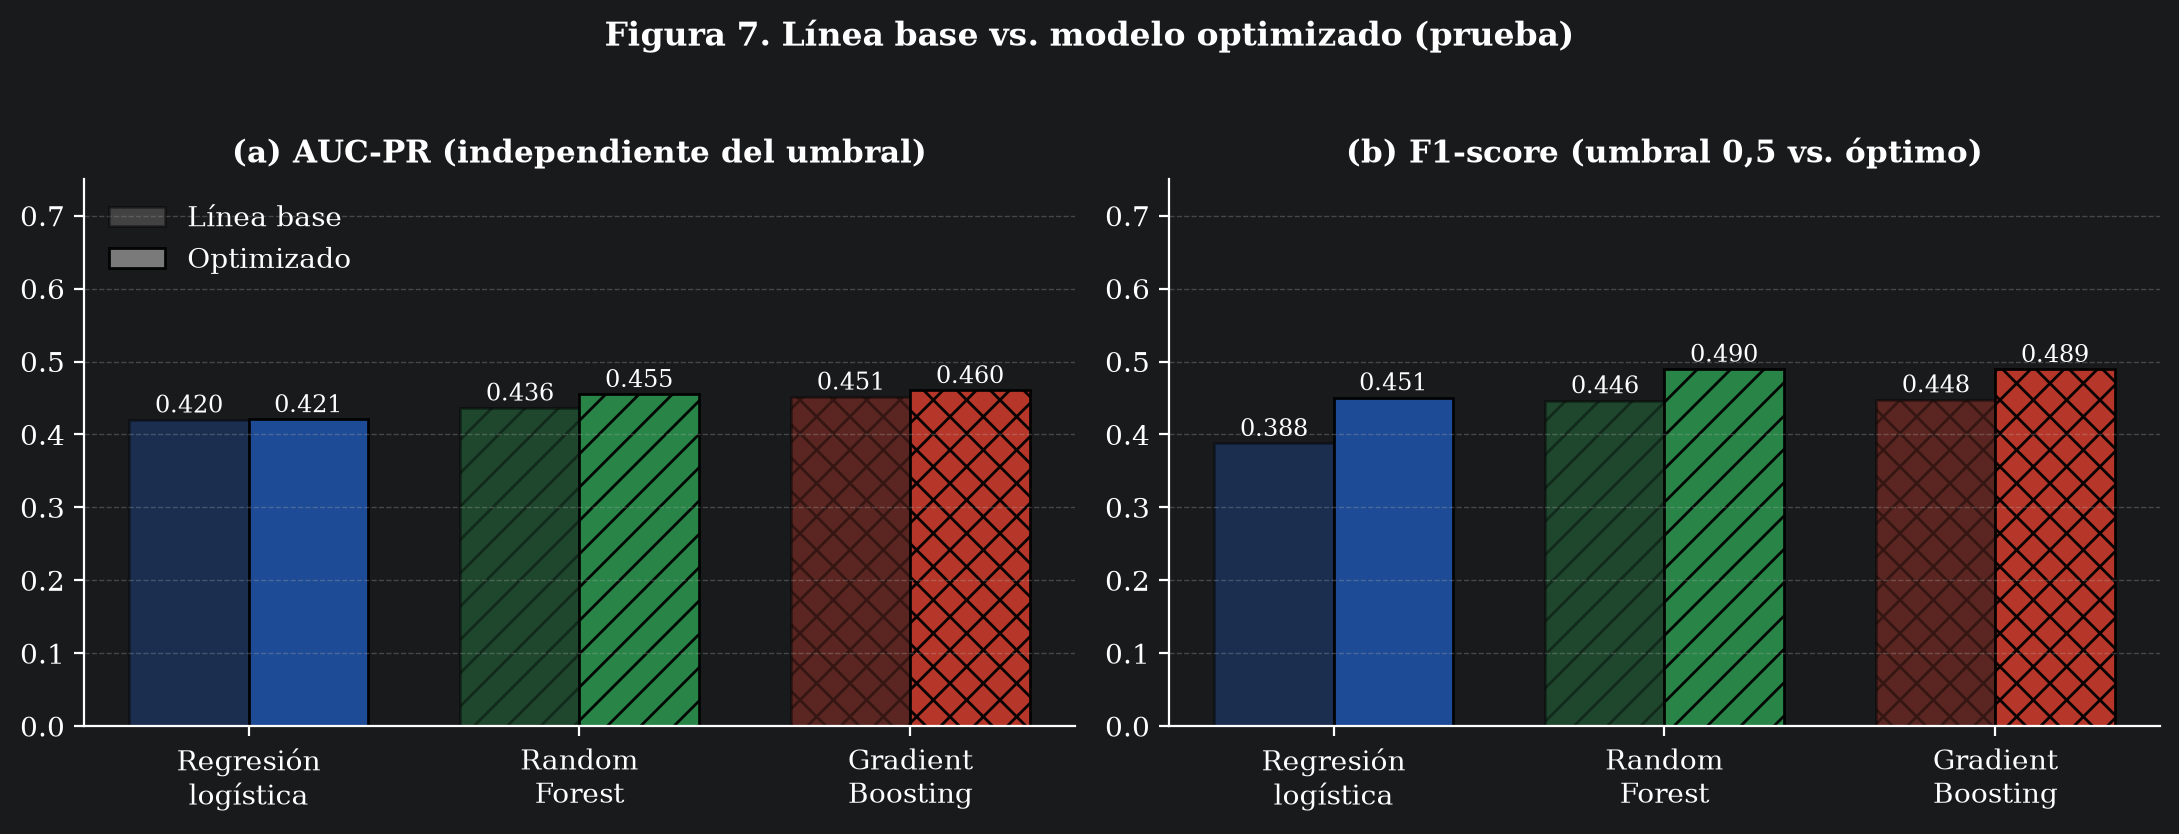 Figura 7. Línea base vs. modelo optimizado (prueba)
(a) AUC-PR (independiente del umbral)
0.7
0.6
0.5
0.4
0.3
0.2
0.1
0.0
Línea base
Optimizado
0.420
0.421
0.436
0.455
0.451
0.460
Regresión
logística
Random
Forest
Gradient
Boosting
(b) F1-score (umbral 0,5 vs. óptimo)
0.7
0.6
0.5
0.4
0.3
0.2
0.1
0.0
0.388
0.451
0.446
0.490
0.448
0.489
Regresión
logística
Random
Forest
Gradient
Boosting